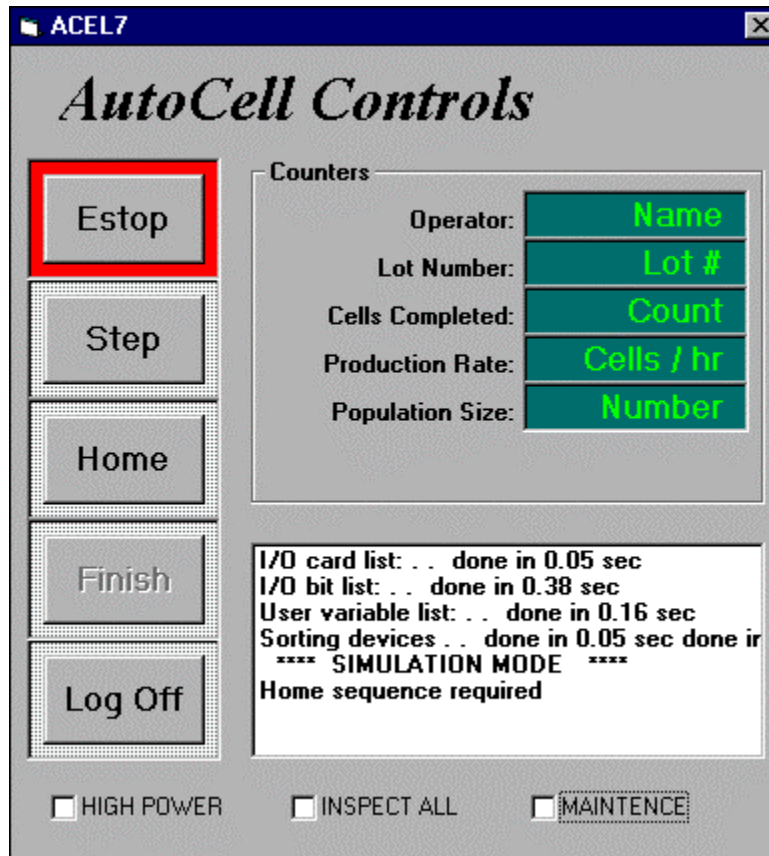 ACEL7
AutoCell Controls
Estop
Step
Home
Finish
Log Off
Counters
Operator: Name
Lot Number: Lot #
Cells Completed: Count
Production Rate: Cells / hr
Population Size: Number
I/O card list: . . done in 0.05 sec
I/O bit list: . . done in 0.38 sec
User variable list: . . done in 0.16 sec
Sorting devices . . done in 0.05 sec done in
**** SIMULATION MODE ****
Home sequence required
HIGH POWER
INSPECT ALL
MAINTENCE